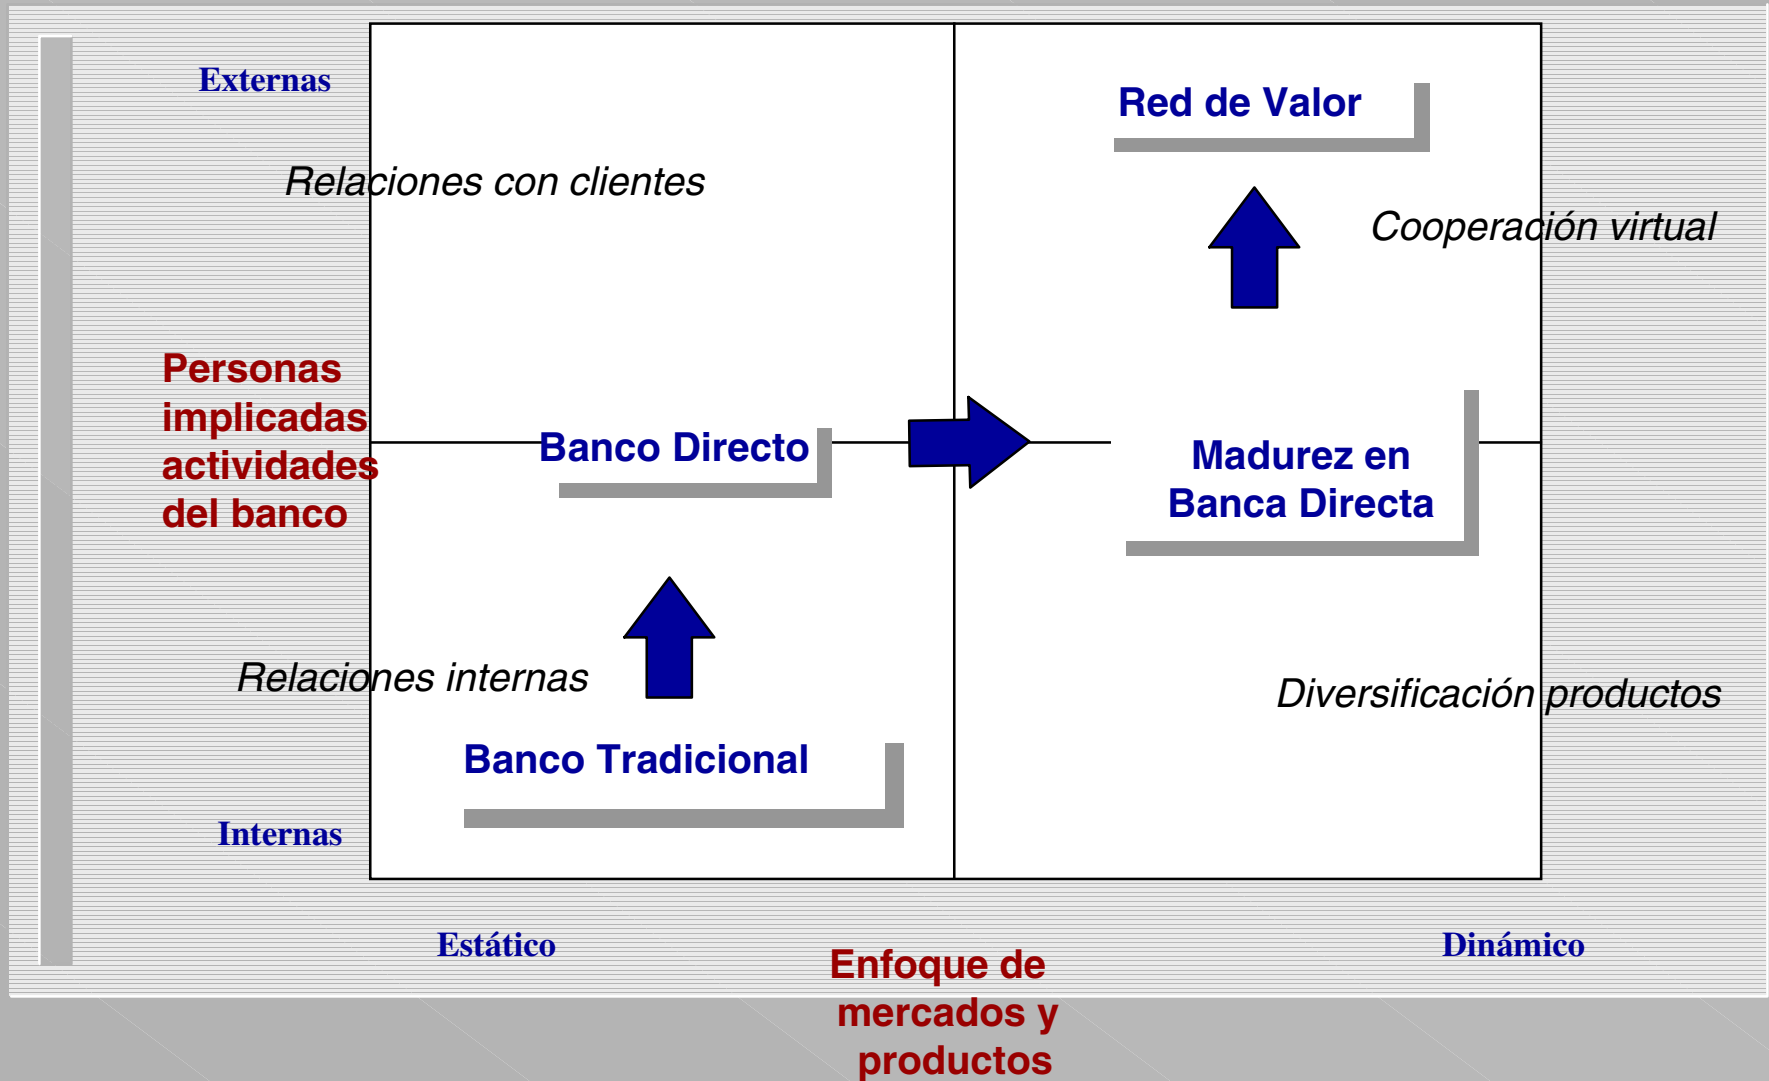 Externas
Red de Valor
Relaciones con clientes
Cooperación virtual
Personas
implicadas
actividades
del banco
Banco Directo
Madurez en
Banca Directa
Relaciones internas
Diversificación productos
Banco Tradicional
Internas
Estático
Dinámico
Enfoque de
mercados y
productos